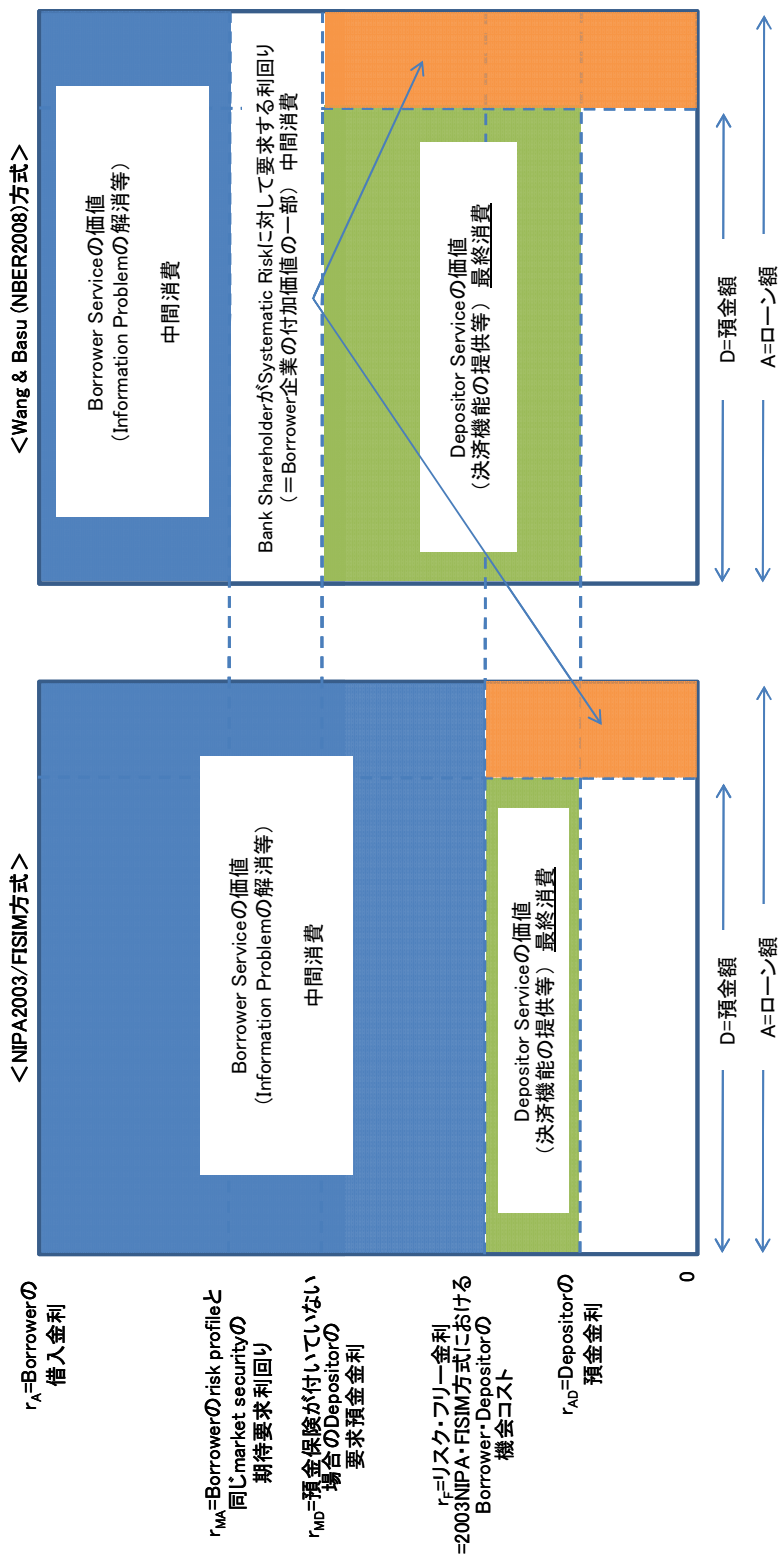 <NIPA2003/FISIM方式>
<Wang & Basu (NBER2008)方式>
rA=Borrowerの
借入金利
rMA=Borrowerのrisk profileと
同じmarket securityの
期待要求利回り
rMD=預金保険が付いていない
場合のDepositorの
要求預金金利
rF=リスク・フリー金利
=2003NIPA・FISIM方式における
Borrower・Depositorの
機会コスト
rAD=Depositorの
預金金利
0
Borrower Serviceの価値
(Information Problemの解消等)
中間消費
Depositor Serviceの価値
(決済機能の提供等) 最終消費
D=預金額
A=ローン額
Borrower Serviceの価値
(Information Problemの解消等)
中間消費
Bank ShareholderがSystematic Riskに対して要求する利回り
(=Borrower企業の付加価値の一部) 中間消費
Depositor Serviceの価値
(決済機能の提供等) 最終消費
D=預金額
A=ローン額